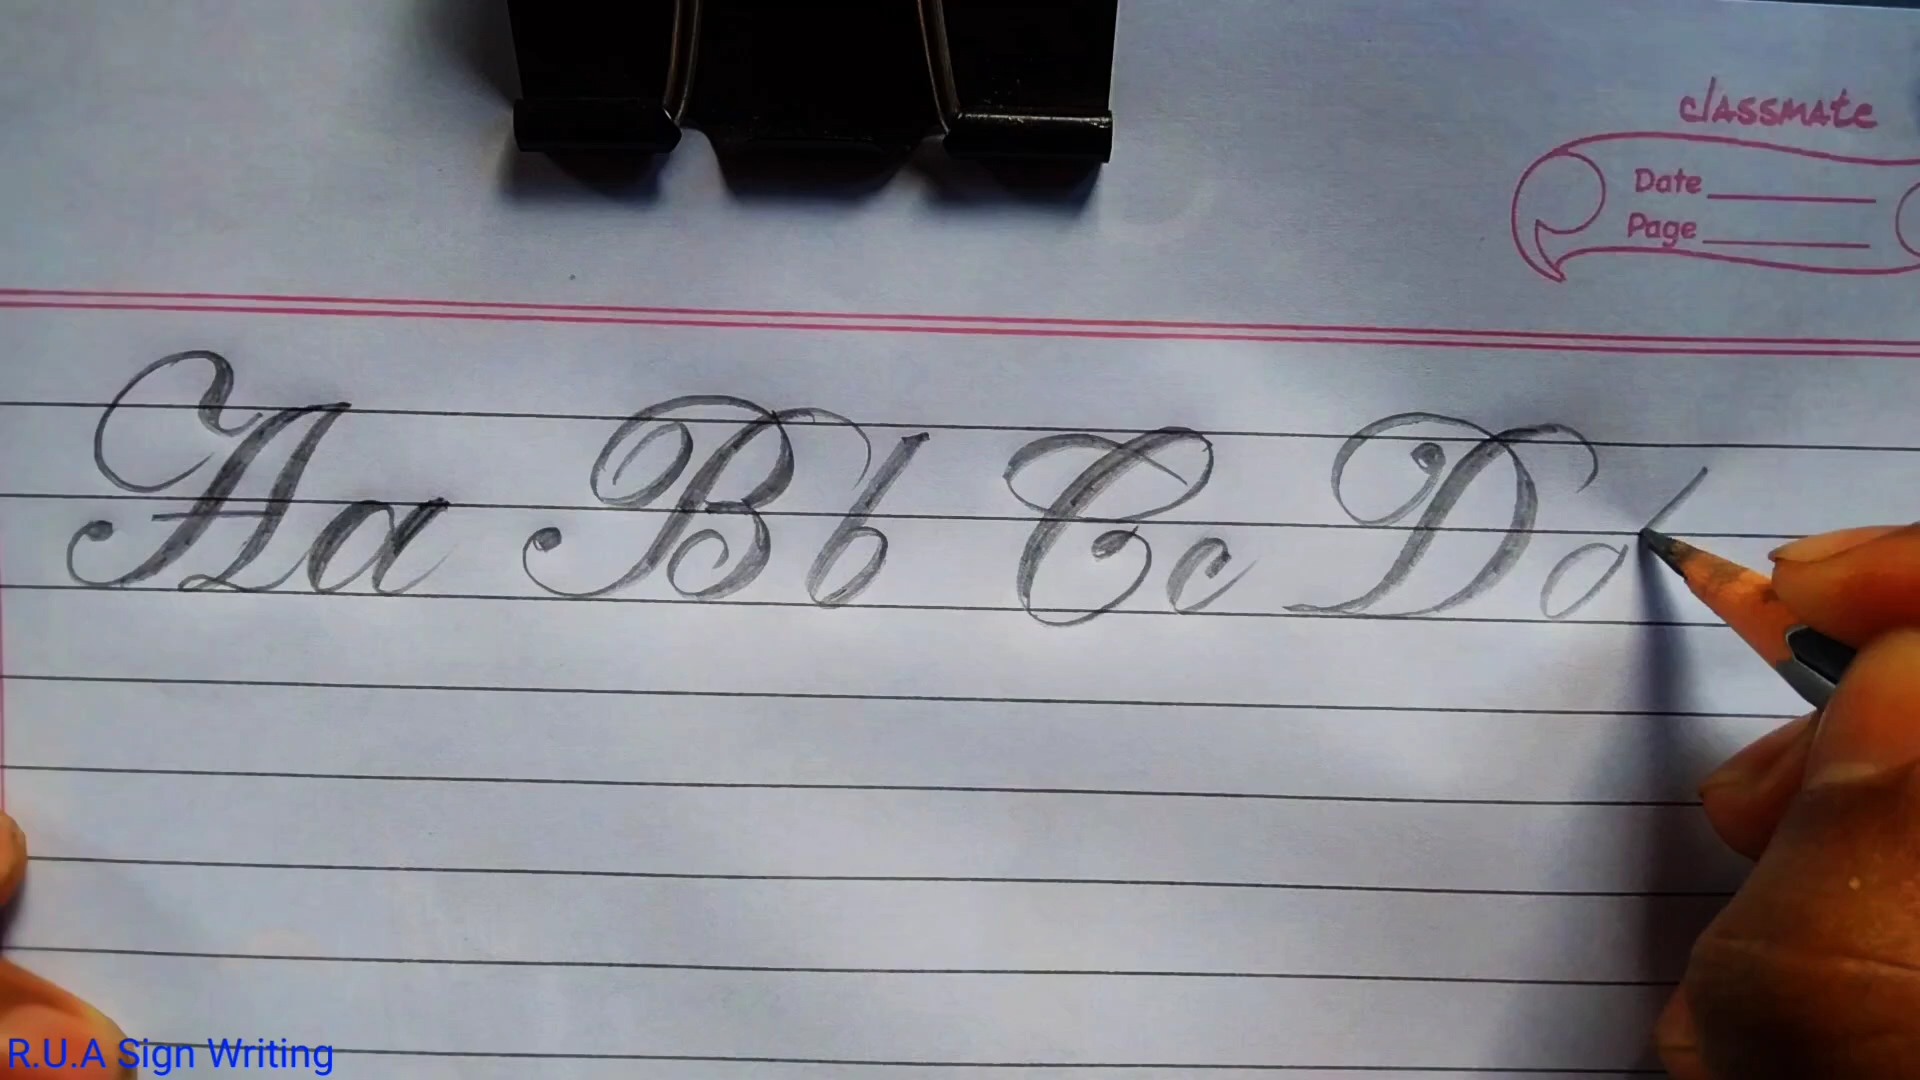 classmate
Date
Page
Aa Bb Cc Dd
R.U.A Sign Writing